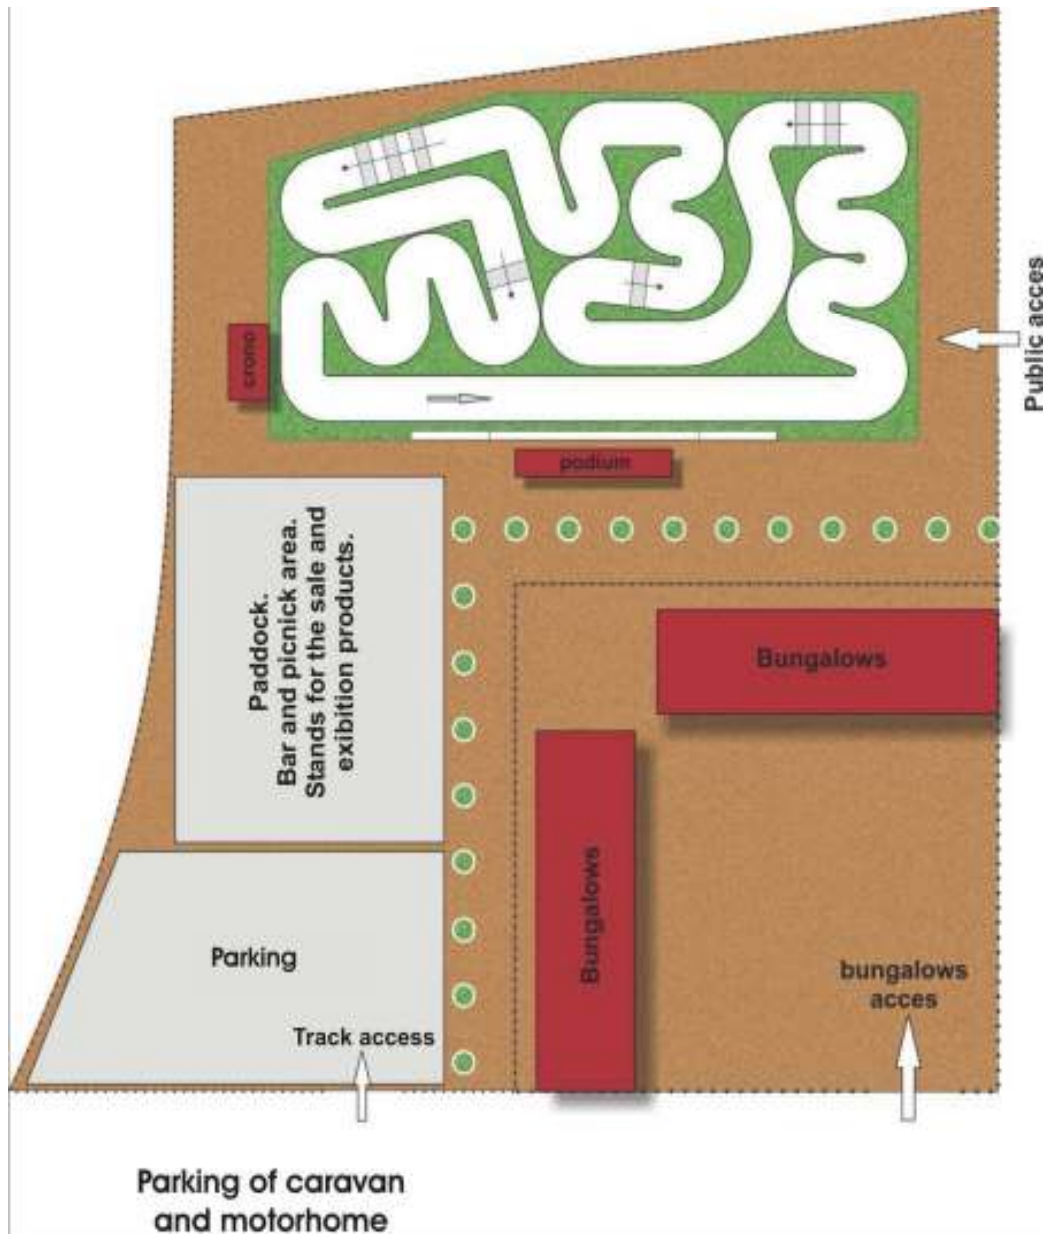 crono
Public acces
podium
Paddock.
Bar and picnick area.
Stands for the sale and
exibition products.
Bungalows
Bungalows
Parking
bungalows
acces
Track access
Parking of caravan
and motorhome